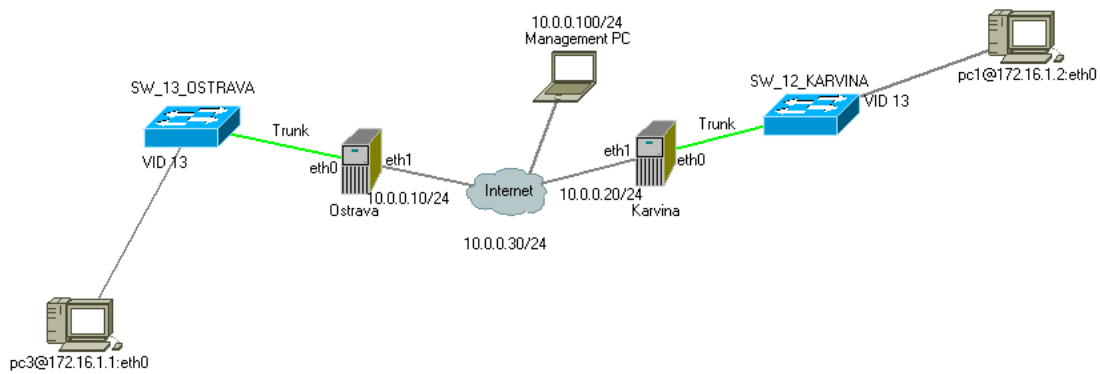 10.0.0.100/24
Management PC
pc1@172.16.1.2:eth0
SW_13_OSTRAVA
SW_12_KARVINA
VID 13
Trunk
Trunk
VID 13
eth0
eth1
eth1
eth0
10.0.0.10/24
Internet
10.0.0.20/24
Ostrava
Karvina
10.0.0.30/24
pc3@172.16.1.1:eth0